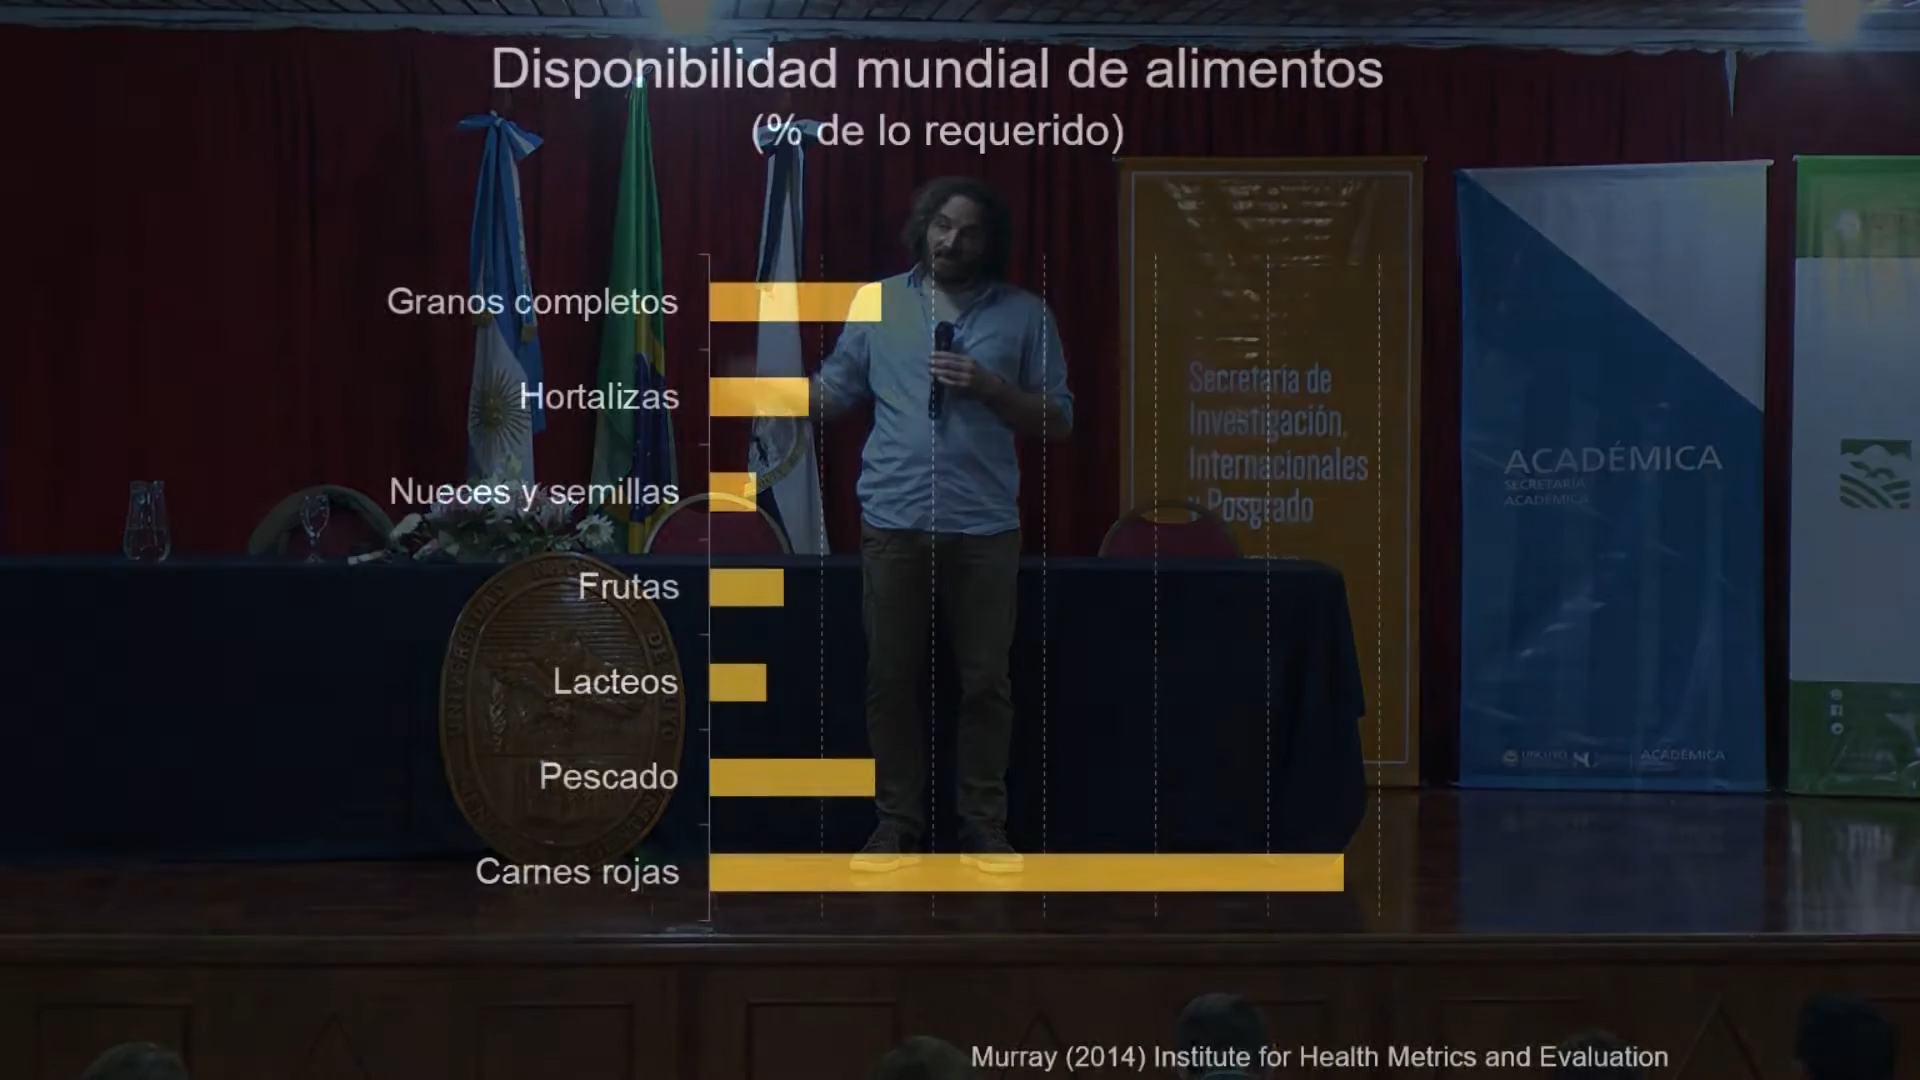 Disponibilidad mundial de alimentos
(% de lo requerido)
Granos completos
Hortalizas
Nueces y semillas
Frutas
Lacteos
Pescado
Carnes rojas
Secretaría de
Investigación,
Internacionales
y Posgrado
ACADÉMICA
SECRETARÍA
ACADÉMICA
ACADÉMICA
Murray (2014) Institute for Health Metrics and Evaluation